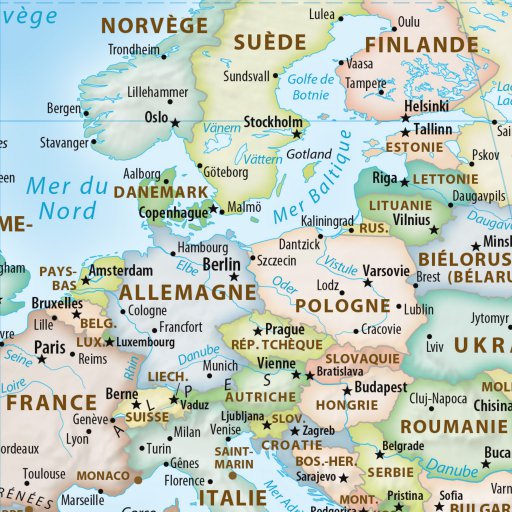 vège
NORVÈGE
SUÈDE
FINLANDE
Lulea
Oulu
Trondheim
Sundsvall
Golfe de
Botnie
Vaasa
Tampere
Lillehammer
Bergen
Oslo
Helsinki
Stockholm
Tallinn
Stavanger
Vänern
ESTONIE
Vättern
Gotland
Pskov
Mer du
Nord
Aalborg
Göteborg
Mer Baltique
Riga
LETTONIE
DANEMARK
Daugavpils
Copenhague
Malmö
LITUANIE
Vilnius
Kaliningrad
RUS.
ME-
Dantzick
Hambourg
Elbe
Berlin
Szczecin
Vistule
Oder
Varsovie
Minsk
BIÉLORUS
(BÉLARU
Brest
PAYS-
BAS
Amsterdam
ALLEMAGNE
Lodz
Lublin
POLOGNE
Bruxelles
BELG.
Cologne
Lille
Francfort
Prague
Cracovie
Jytomyr
Lviv
UKR
LUX.
Luxembourg
RÉP. TCHÈQUE
Paris
Reims
Seine
Rhin
Danube
SLOVAQUIE
Munich
Vienne
Bratislava
Loire
LIECH.
FRANCE
Berne
Vaduz
ALPES
AUTRICHE
Budapest
HONGRIE
Cluj-Napoca
MOL
Chisina
Genève
SUISSE
Lyon
Milan
Ljubljana
SLOV.
Zagreb
ROUMANIE
Turin
Venise
CROATIE
Belgrade
Buca
ordeaux
Gênes
SAINT-
MARIN
BOS.-HER.
SERBIE
Danube
Toulouse
MONACO
Florence
Sarajevo
Marseille
ITALIE
MONT.
Pristina
Sofia
BULGAR